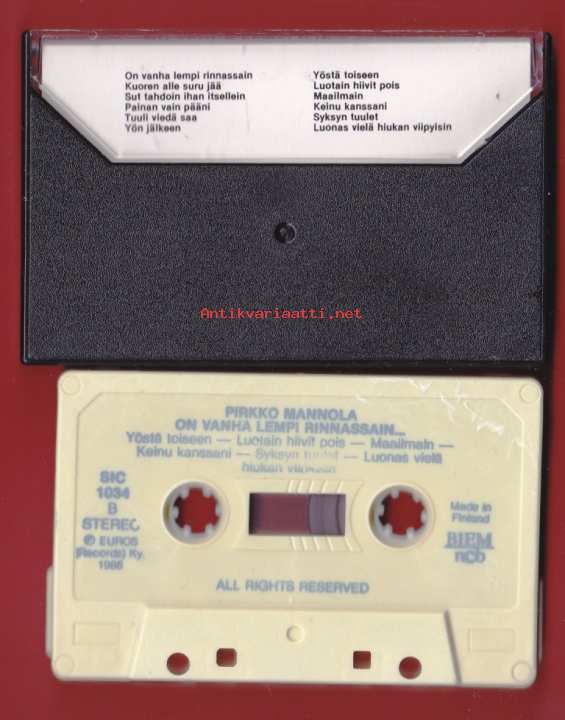 On vanha lempi rinnassain
Kuoren alle suru jää
Sut tahdoin ihan itsellein
Painan vain pääni
Tuuli viedä saa
Yön jälkeen
Yöstä toiseen
Luotain hiivit pois
Maailmain
Keinu kanssani
Syksyn tuulet
Luonas vielä hiukan viipyisin
Antikvariaatti.net
PIRKKO MANNOLA
ON VANHA LEMPI RINNASSAIN...
Yöstä toiseen — Luotain hiivit pois — Maailmain —
Keinu kanssani — Syksyn tuulet — Luonas vielä
hiukan
SIC
1034
B
STEREO
℗ EUROS
(Records) Ky.
1986
Made in
Finland
BIEM
ncb
ALL RIGHTS RESERVED